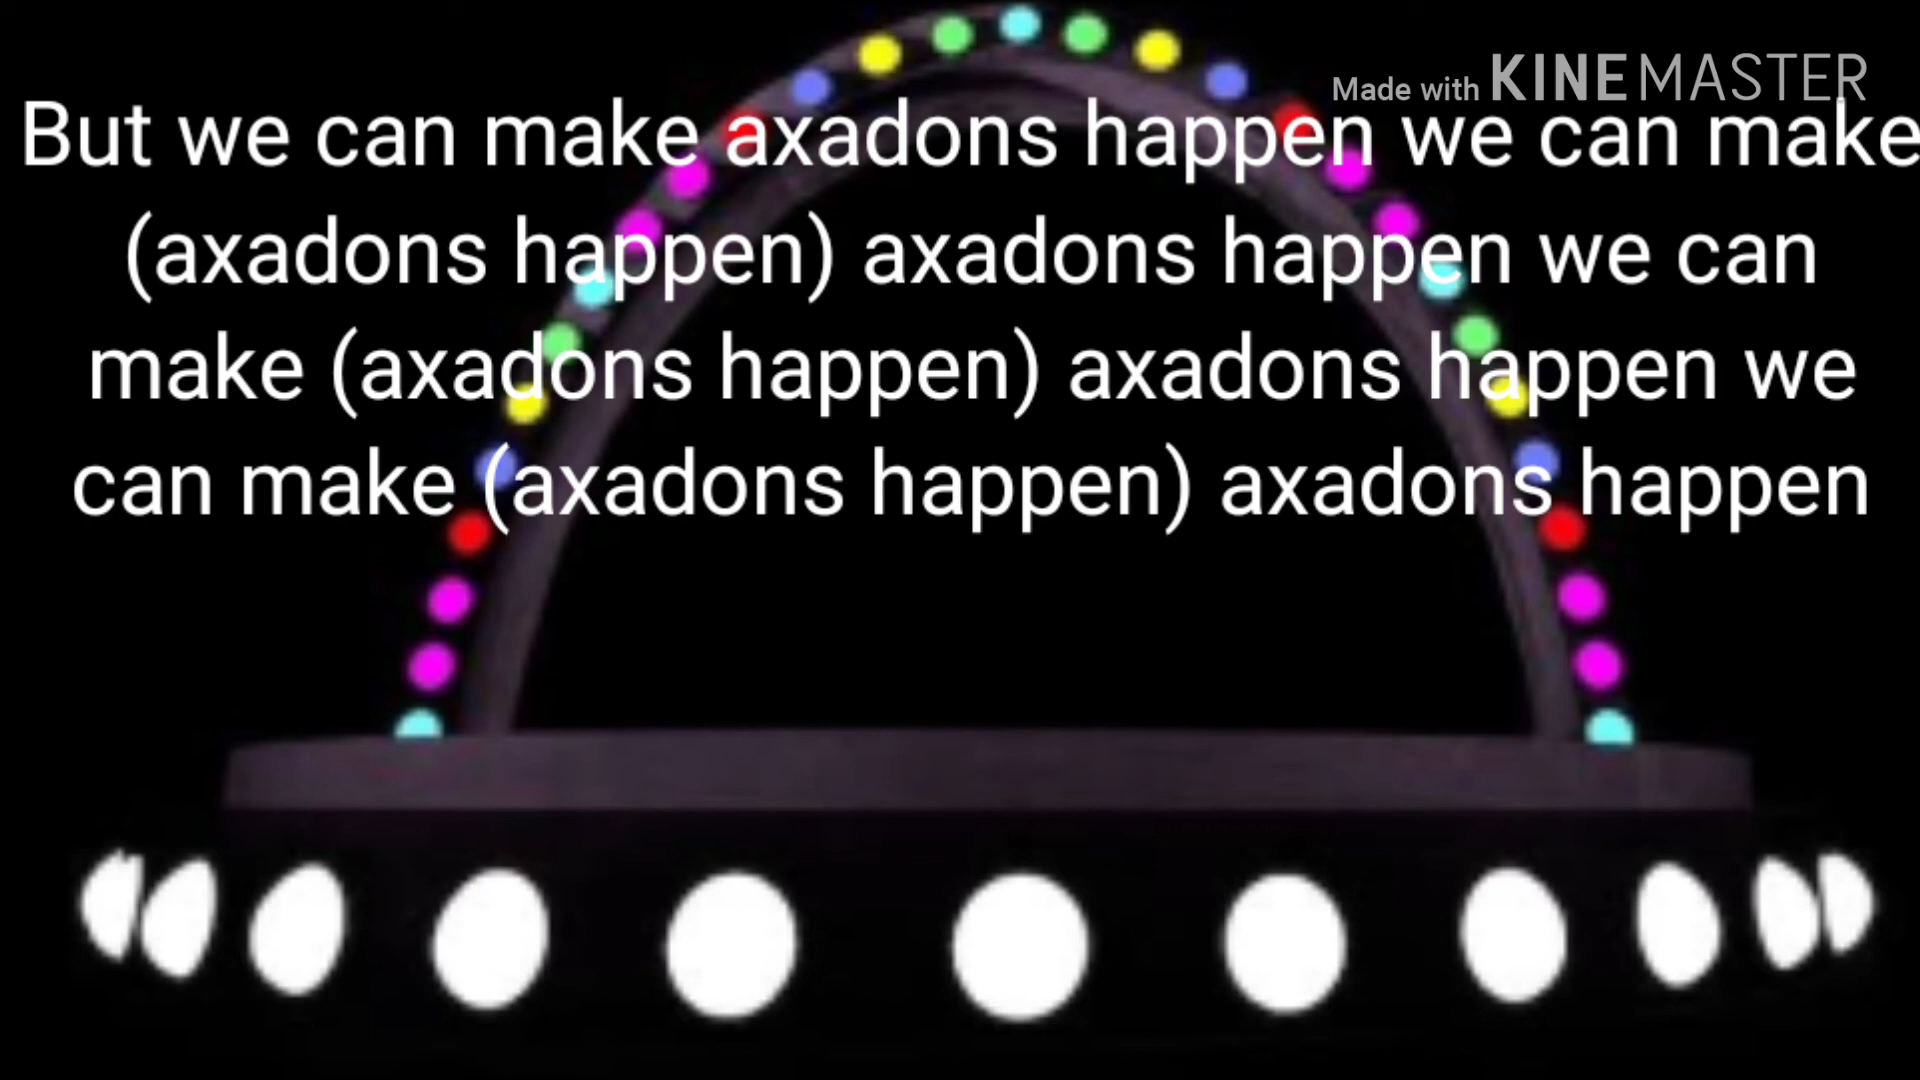 Made with KINEMASTER
But we can make axadons happen we can make
(axadons happen) axadons happen we can
make (axadons happen) axadons happen we
can make (axadons happen) axadons happen